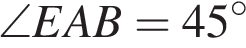 ∠EAB = 45°